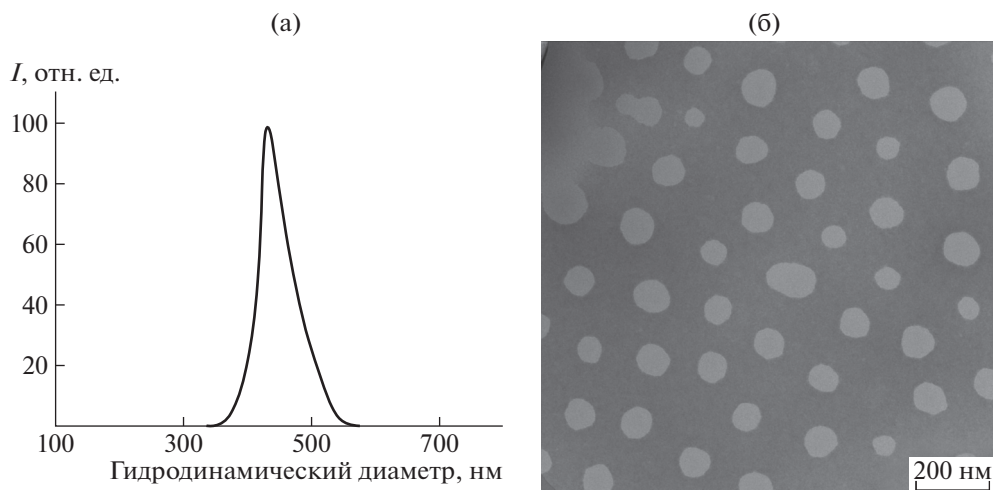 (а)
I, отн. ед.
100
80
60
40
20
100 300 500 700
Гидродинамический диаметр, нм
(б)
200 нм